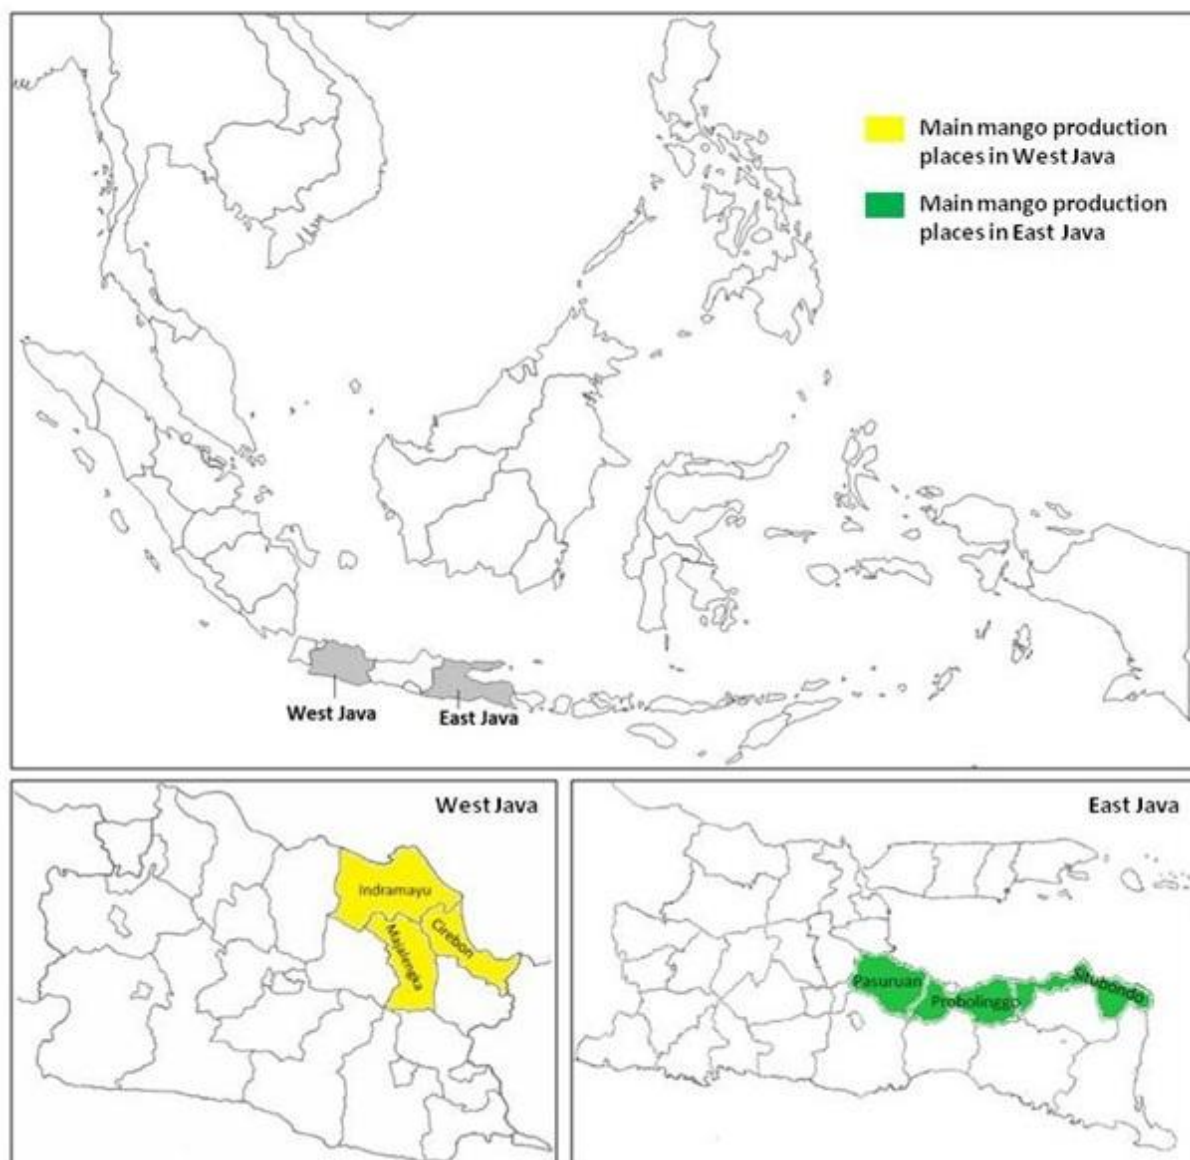 Main mango production
places in West Java
Main mango production
places in East Java
West Java
East Java
West Java
Indramayu
Cirebon
Majalengka
East Java
Pasuruan
Probolinggo
Situbondo